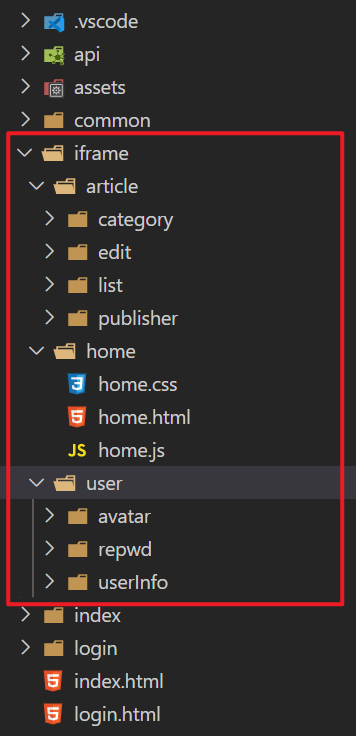 .vscode
api
assets
common
iframe
article
category
edit
list
publisher
home
home.css
home.html
JS home.js
user
avatar
repwd
userInfo
index
login
index.html
login.html